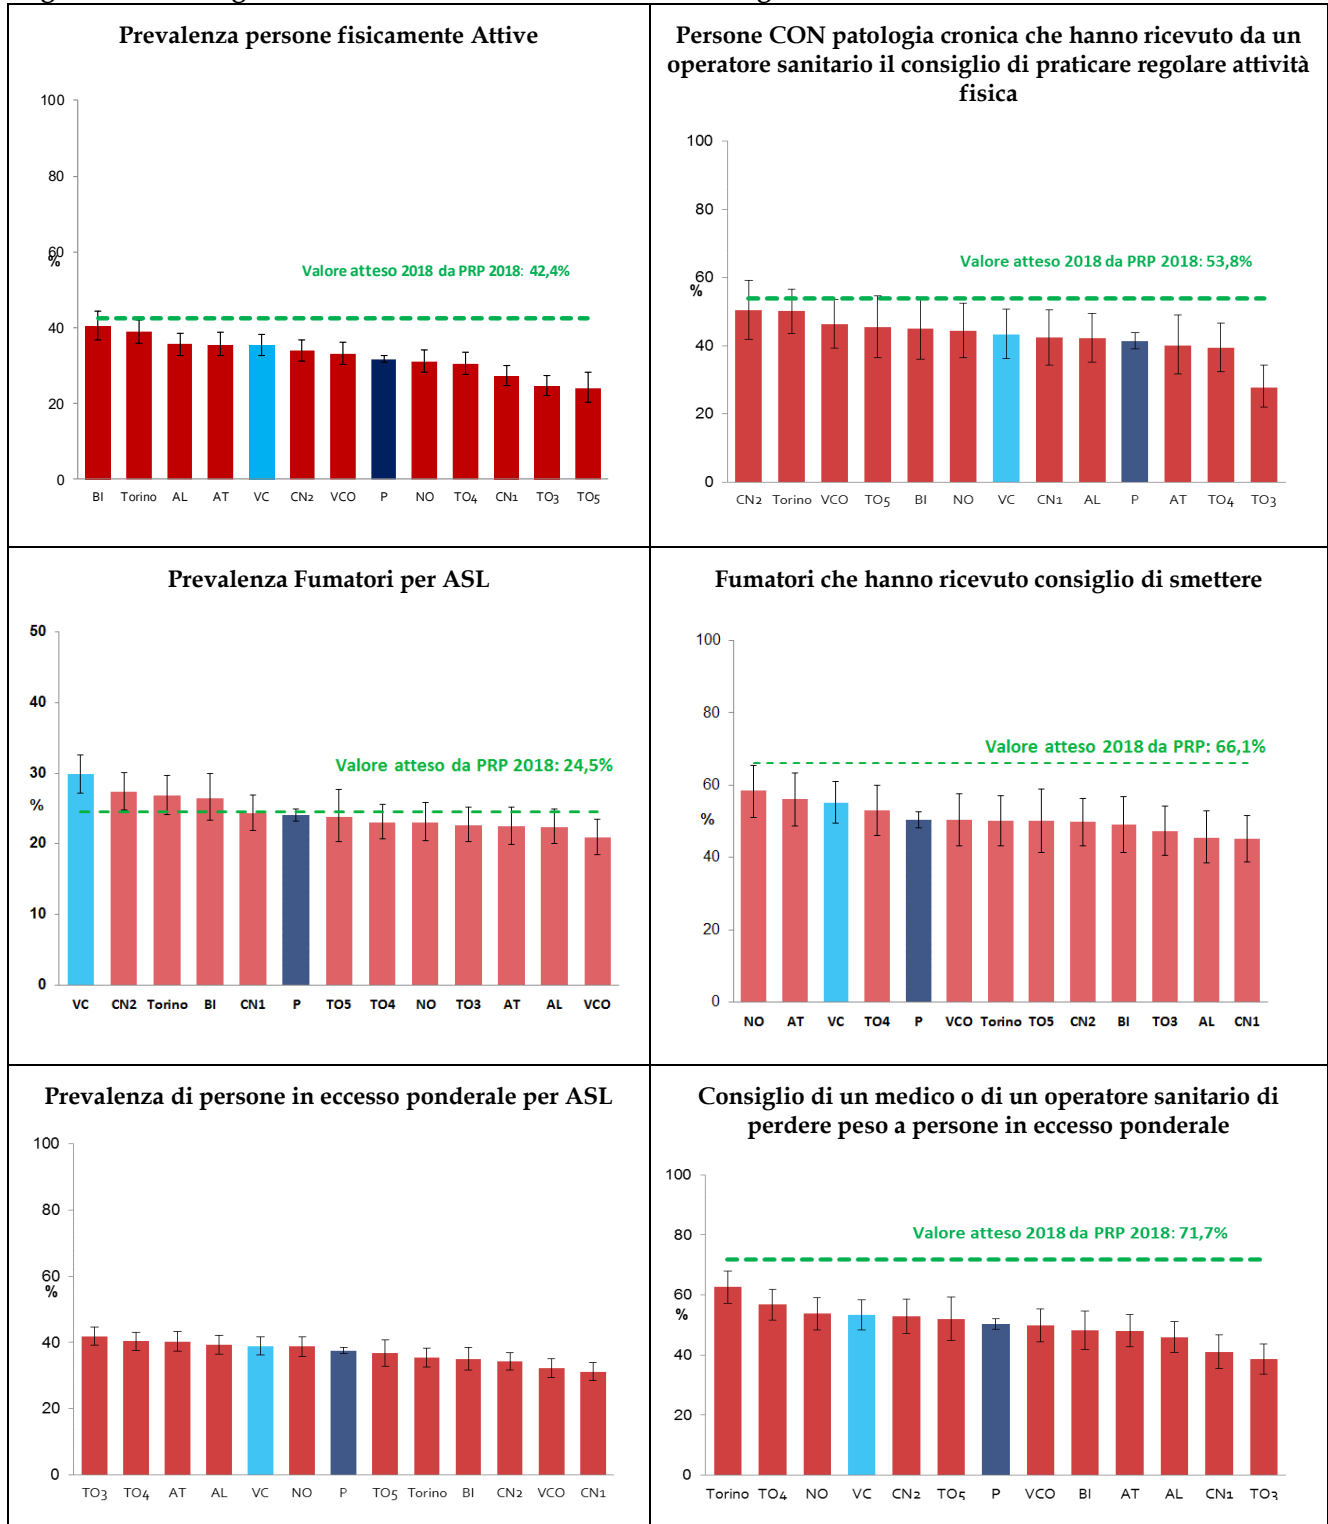 Prevalenza persone fisicamente Attive
100
80
60
%
40
20
0
Valore atteso 2018 da PRP 2018: 42,4%
BI Torino AL AT VC CN2 VCO P NO TO4 CN1 TO3 TO5
Persone CON patologia cronica che hanno ricevuto da un
operatore sanitario il consiglio di praticare regolare attività
fisica
100
80
60
%
40
20
0
Valore atteso 2018 da PRP 2018: 53,8%
CN2 Torino VCO TO5 BI NO VC CN1 AL P AT TO4 TO3
Prevalenza Fumatori per ASL
50
40
30
%
20
10
0
Valore atteso da PRP 2018: 24,5%
VC CN2 Torino BI CN1 P TO5 TO4 NO TO3 AT AL VCO
Fumatori che hanno ricevuto consiglio di smettere
100
80
60
%
40
20
0
Valore atteso 2018 da PRP: 66,1%
NO AT VC TO4 P VCO Torino TO5 CN2 BI TO3 AL CN1
Prevalenza di persone in eccesso ponderale per ASL
100
80
60
%
40
20
0
TO3 TO4 AT AL VC NO P TO5 Torino BI CN2 VCO CN1
Consiglio di un medico o di un operatore sanitario di
perdere peso a persone in eccesso ponderale
100
80
60
%
40
20
0
Valore atteso 2018 da PRP 2018: 71,7%
Torino TO4 NO VC CN2 TO5 P VCO BI AT AL CN1 TO3